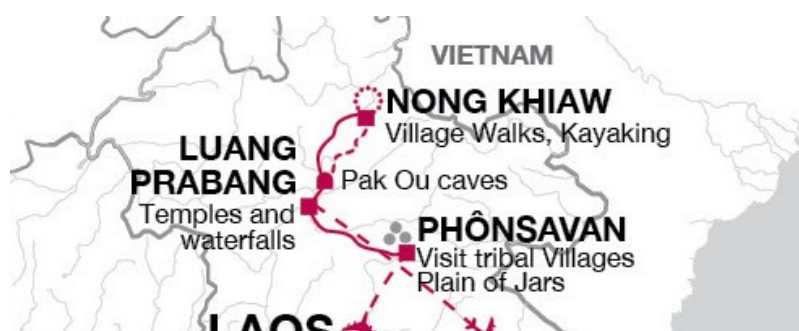 VIETNAM
NONG KHIAW
Village Walks, Kayaking
LUANG
PRABANG
Temples and
waterfalls
Pak Ou caves
PHÔNSAVAN
Visit tribal Villages
Plain of Jars
LAOS